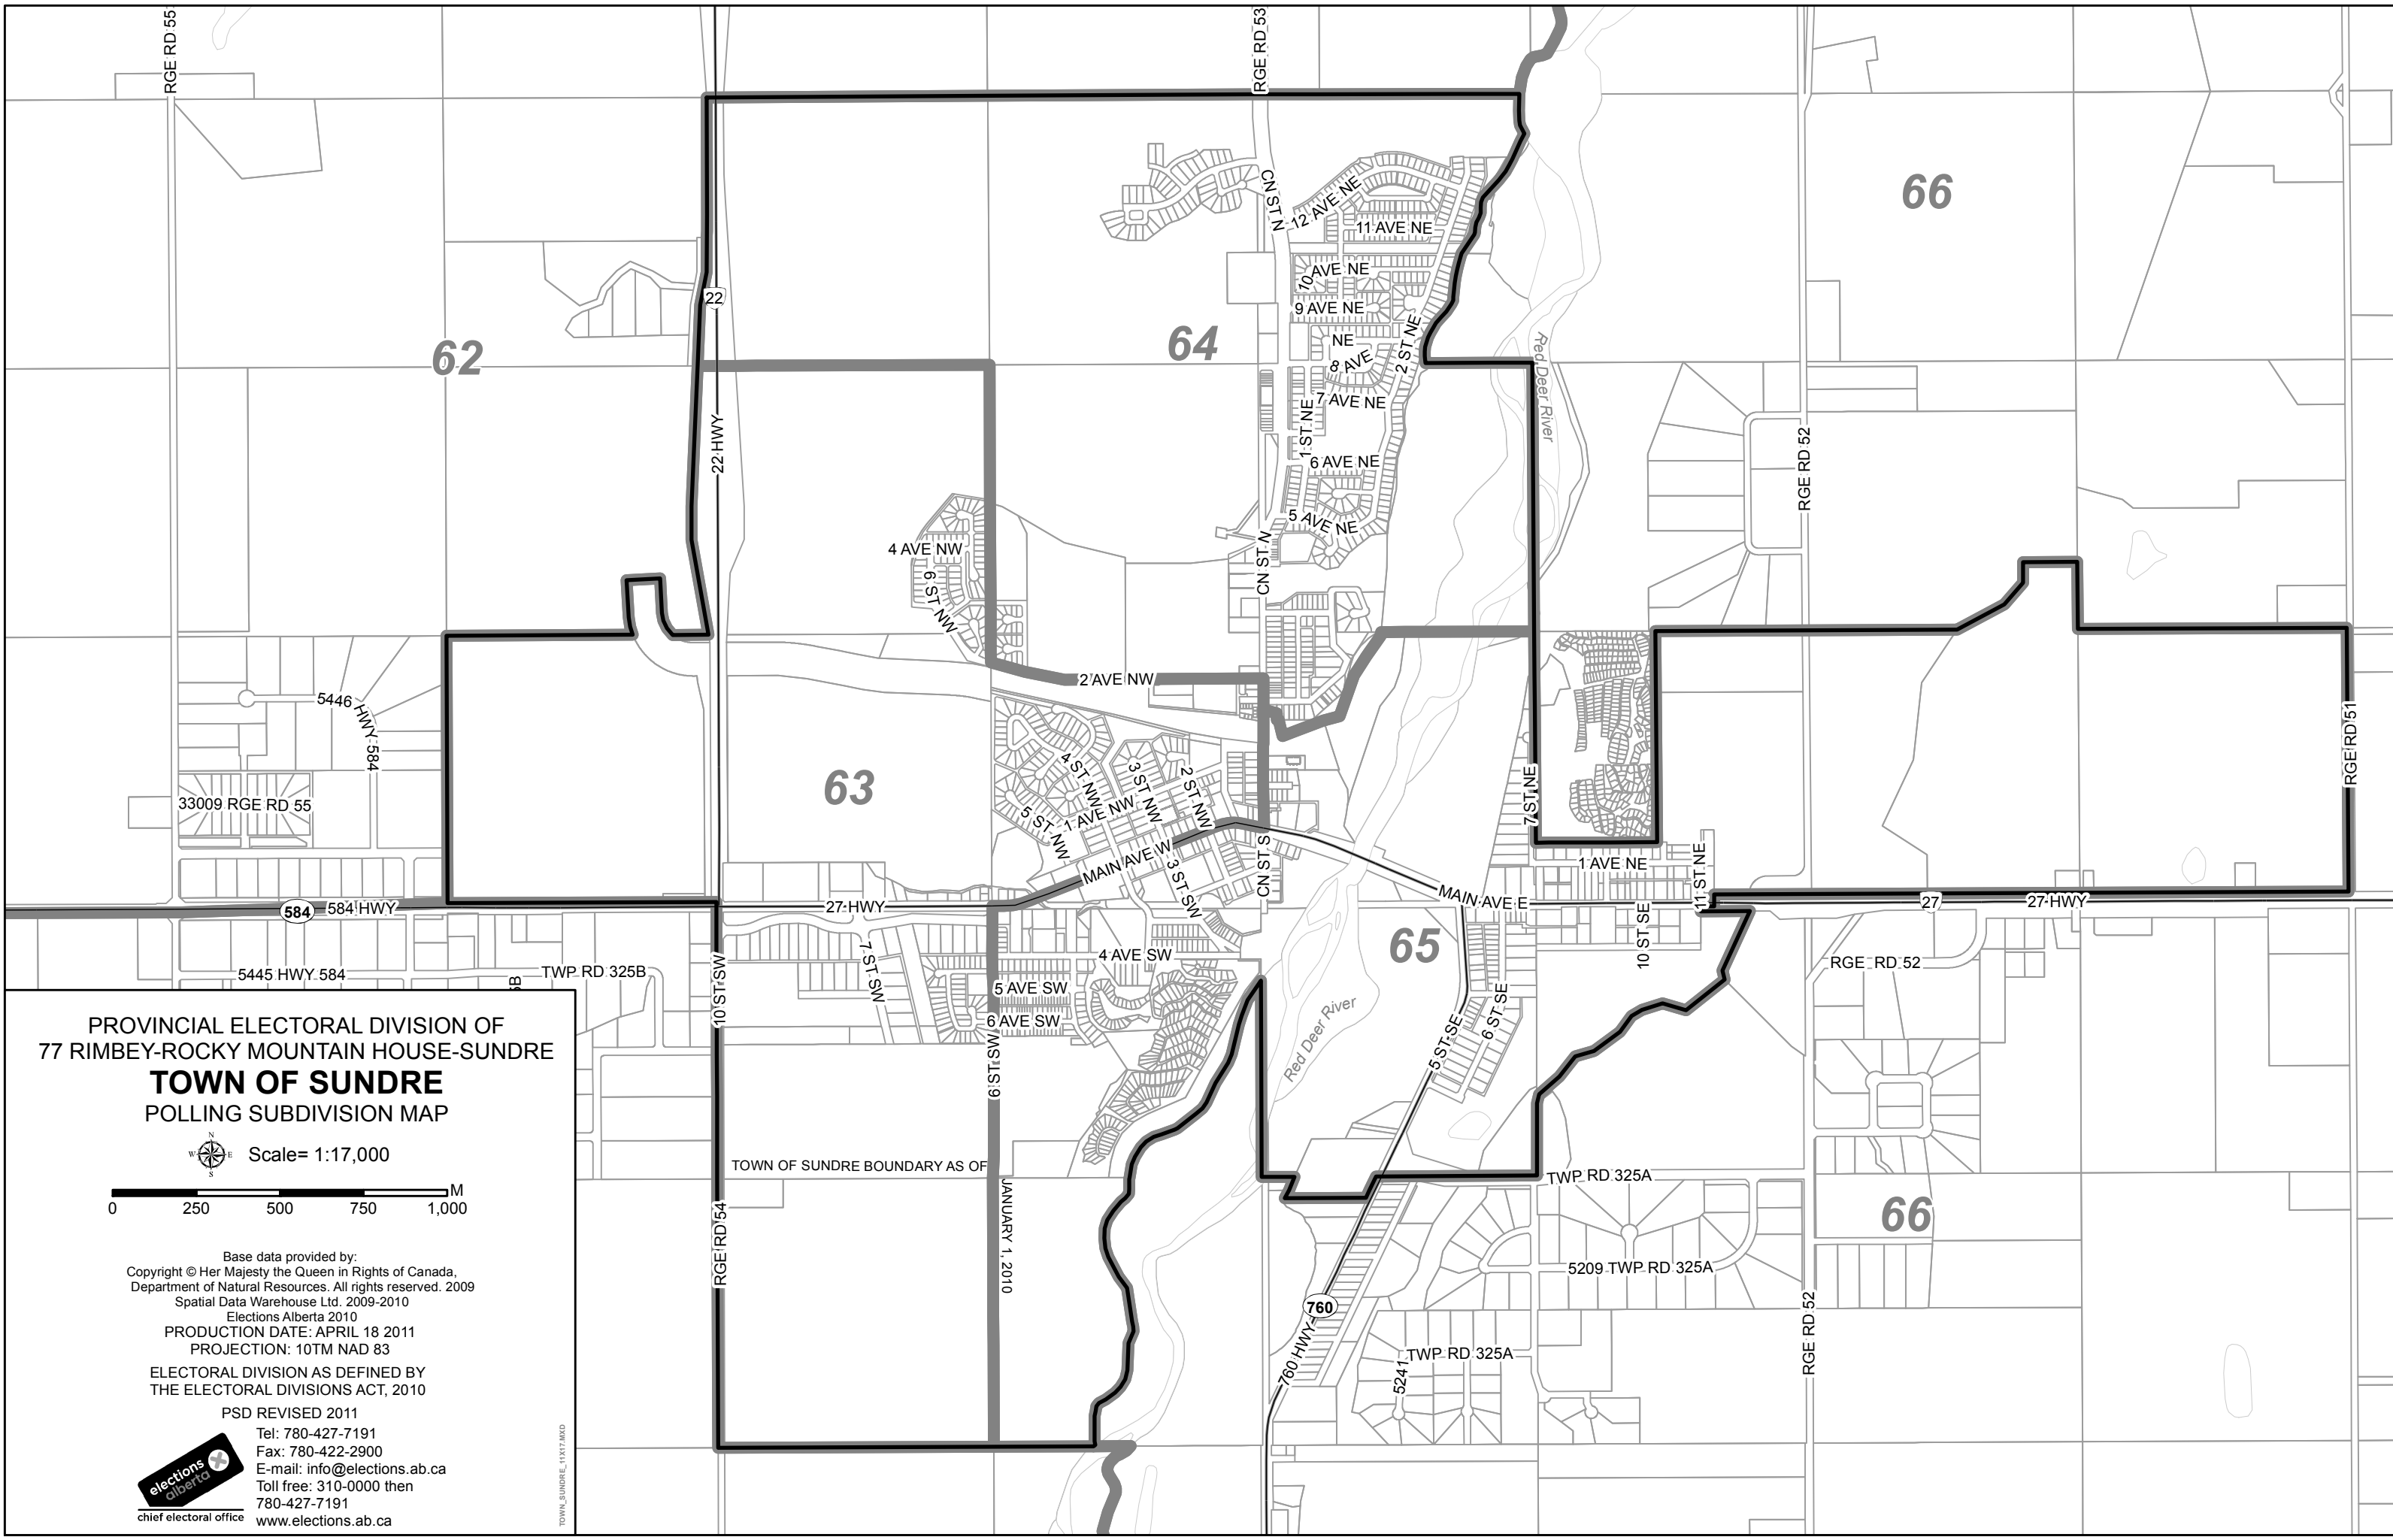 RGE RD 55
RGE RD 53
66
CN ST N
12 AVE NE
11 AVE NE
10 AVE NE
22
9 AVE NE
62
64
NE
8 AVE
2 ST NE
Red Deer River
7 AVE NE
1 ST NE
22 HWY
6 AVE NE
RGE RD 52
5 AVE NE
4 AVE NW
CN ST N
6 ST NW
2 AVE NW
5446 HWY 584
RGE RD 51
63
4 ST NW
3 ST NW
2 ST NW
33009 RGE RD 55
7 ST NE
5 ST NW
1 AVE NW
MAIN AVE W
CN ST S
1 AVE NE
11 ST NE
3 ST SW
MAIN AVE E
584
584 HWY
27 HWY
27
27 HWY
65
10 ST SE
7 ST SW
4 AVE SW
RGE RD 52
5445 HWY 584
TWP RD 325B
5B
10 ST SW
5 AVE SW
6 AVE SW
6 ST SW
5 ST SE
6 ST SE
Red Deer River
TOWN OF SUNDRE BOUNDARY AS OF
JANUARY 1, 2010
TWP RD 325A
66
RGE RD 54
5209 TWP RD 325A
760
760 HWY
5241
TWP RD 325A
RGE RD 52
PROVINCIAL ELECTORAL DIVISION OF
77 RIMBEY-ROCKY MOUNTAIN HOUSE-SUNDRE
TOWN OF SUNDRE
POLLING SUBDIVISION MAP
N
W E
S
Scale= 1:17,000
M
0 250 500 750 1,000
Base data provided by:
Copyright © Her Majesty the Queen in Rights of Canada,
Department of Natural Resources. All rights reserved. 2009
Spatial Data Warehouse Ltd. 2009-2010
Elections Alberta 2010
PRODUCTION DATE: APRIL 18 2011
PROJECTION: 10TM NAD 83
ELECTORAL DIVISION AS DEFINED BY
THE ELECTORAL DIVISIONS ACT, 2010
PSD REVISED 2011
Tel: 780-427-7191
Fax: 780-422-2900
E-mail: info@elections.ab.ca
Toll free: 310-0000 then
780-427-7191
www.elections.ab.ca
elections
alberta
chief electoral office
TOWN_SUNDRE_11X17.MXD